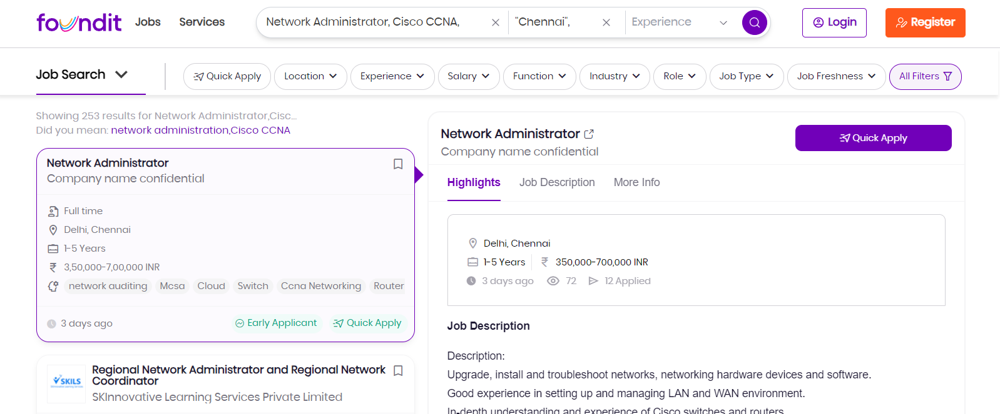 foundit Jobs Services Network Administrator, Cisco CCNA, "Chennai", Experience Login Register
Job Search Quick Apply Location Experience Salary Function Industry Role Job Type Job Freshness All Filters
Showing 253 results for Network Administrator,Cisc...
Did you mean: network administration,Cisco CCNA
Network Administrator
Company name confidential
Full time
Delhi, Chennai
1-5 Years
3,50,000-7,00,000 INR
network auditing Mcsa Cloud Switch Ccna Networking Router
3 days ago Early Applicant Quick Apply
SKILS
Regional Network Administrator and Regional Network
Coordinator
SKInnovative Learning Services Private Limited
Network Administrator Quick Apply
Company name confidential
Highlights Job Description More Info
Delhi, Chennai
1-5 Years ₹ 350,000-700,000 INR
3 days ago 72 12 Applied
Job Description
Description:
Upgrade, install and troubleshoot networks, networking hardware devices and software.
Good experience in setting up and managing LAN and WAN environment.
In-depth understanding and experience of Cisco switches and routers